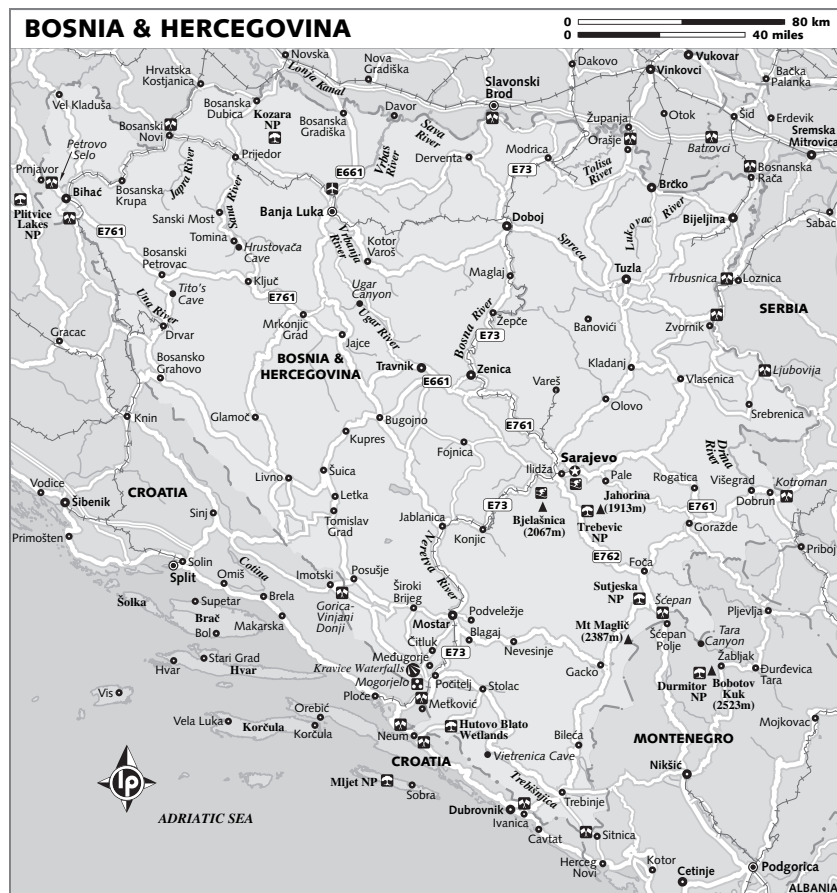 BOSNIA & HERCEGOVINA
0 80 km
0 40 miles
Novska
Nova
Gradiška
Dakovo
Vukovar
Vinkovci
Bačka
Palanka
Hrvatska
Kostjanica
Lonja Kanal
Slavonski
Brod
Vel Kladuša
Bosanska
Dubica
Kozara
NP
Bosanska
Gradiška
Davor
Sava
River
Županja
Otok
Šid
Erdevik
Bosanski
Novi
Orašje
Batrovci
Sremska
Mitrovica
Petrovo
Selo
Prijedor
Vrbas
River
Derventa
Modrica
Tolisa
River
E73
Bosnanska
Rača
Prnjavor
Bihać
Bosanska
Krupa
Japra River
Sana River
E661
Brčko
Plitvice
Lakes
NP
Sanski Most
Banja Luka
Doboj
Lukovac River
Bijeljina
Sabac
E761
Tomina
Hrustovača
Cave
Vrbanja
River
Kotor
Varoš
Spreca
Bosanski
Petrovac
Ključ
Maglaj
Tuzla
Trbusnica
Loznica
Tito's
Cave
E761
Ugar
Canyon
SERBIA
Una River
Mrkonjic
Grad
Ugar River
Bosna River
Žepče
Banovići
Zvornik
Drvar
Jajce
E73
Gracac
BOSNIA &
HERCEGOVINA
Bosansko
Grahovo
Travnik
E661
Zenica
Kladanj
Vlasenica
Ljubovija
Vareš
Knin
Glamoč
Bugojno
E761
Olovo
Srebrenica
Kupres
Fojnica
Sarajevo
Drina
River
Vodice
Livno
Šuica
Ilidža
Pale
Rogatica
Višegrad
Kotroman
CROATIA
Šibenik
Letka
Jahorina
(1913m)
Dobrun
Sinj
Tomislav
Grad
Jablanica
E73
Bjelašnica
(2067m)
Trebevic
NP
E761
Goražde
Primošten
Konjic
Neretva River
E762
Priboj
Solin
Split
Cetina
Omiš
Imotski
Posušje
Foča
Šolka
Supetar
Brela
Gorica-
Vinjani
Donji
Široki
Brijeg
Sutjeska
NP
Šćepan
Pljevlja
Brač
Bol
Makarska
Mostar
Podveležje
Mt Maglić
(2387m)
Šćepan
Polje
Tara
Canyon
Čitluk
Blagaj
Nevesinje
Stari Grad
Međugorje
E73
Žabljak
Hvar
Hvar
Kravice Waterfalls
Mogorjelo
Počitelj
Stolac
Gacko
Durmitor
NP
Bobotov
Kuk
(2523m)
Đurđevica
Tara
Vis
Ploče
Metković
Orebić
Vela Luka
Korčula
Korčula
Neum
Hutovo Blato
Wetlands
Bileća
MONTENEGRO
Mojkovac
CROATIA
Vjetrenica Cave
Nikšić
LP
Mljet NP
Sobra
Trebišnjica
Trebinje
ADRIATIC SEA
Dubrovnik
Ivanica
Cavtat
Sitnica
Herceg
Novi
Kotor
Cetinje
Podgorica
ALBANIA